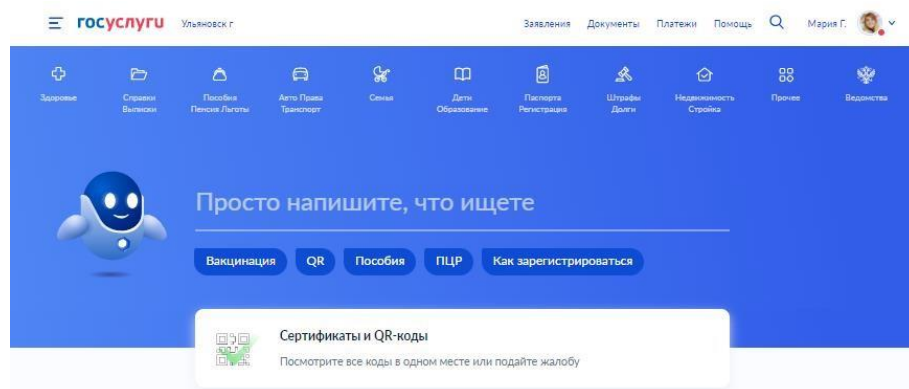 госуслуги Ульяновск г Заявления Документы Платежи Помощь Мария Г.
Здоровье
Справки
Выписки
Пособия
Пенсия Льготы
Авто Права
Транспорт
Семья
Дети
Образование
Паспорта
Регистрация
Штрафы
Долги
Недвижимость
Стройка
Прочее
Ведомства
Просто напишите, что ищете
Вакцинация QR Пособия ПЦР Как зарегистрироваться
Сертификаты и QR-коды
Посмотрите все коды в одном месте или подайте жалобу